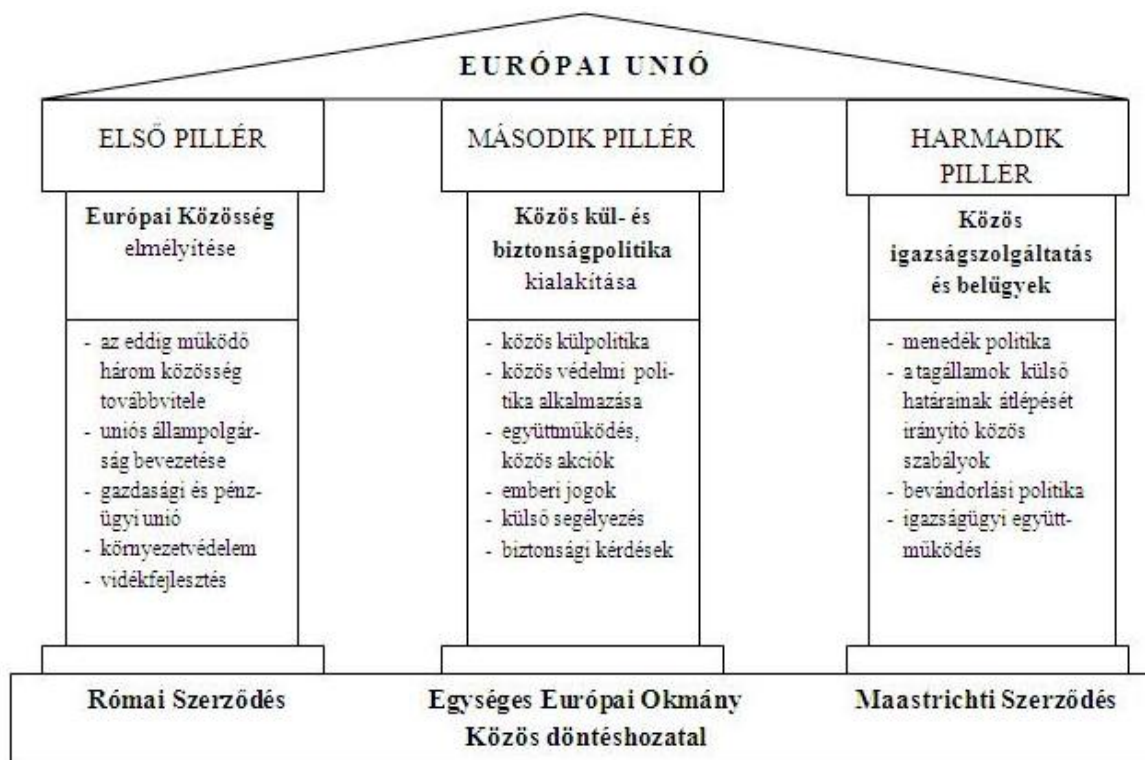 EURÓPAI UNIÓ
ELSŐ PILLÉR
Európai Közösség
elmélyítése
- az eddig működő
három közösség
továbbvitele
- uniós állampolgár-
ság bevezetése
- gazdasági és pénz-
ügyi unió
- környezetvédelem
- vidékfejlesztés
MÁSODIK PILLÉR
Közös kül- és
biztonságpolitika
kialakítása
- közös külpolitika
- közös védelmi poli-
tika alkalmazása
- együttműködés,
közös akciók
- emberi jogok
- külső segélyezés
- biztonsági kérdések
HARMADIK
PILLÉR
Közös
igazságszolgáltatás
és belügyek
- menedék politika
- a tagállamok külső
határainak átlépését
irányító közös
szabályok
- bevándorlási politika
- igazságügyi együtt-
működés
Római Szerződés
Egységes Európai Okmány
Maastrichti Szerződés
Közös döntéshozatal